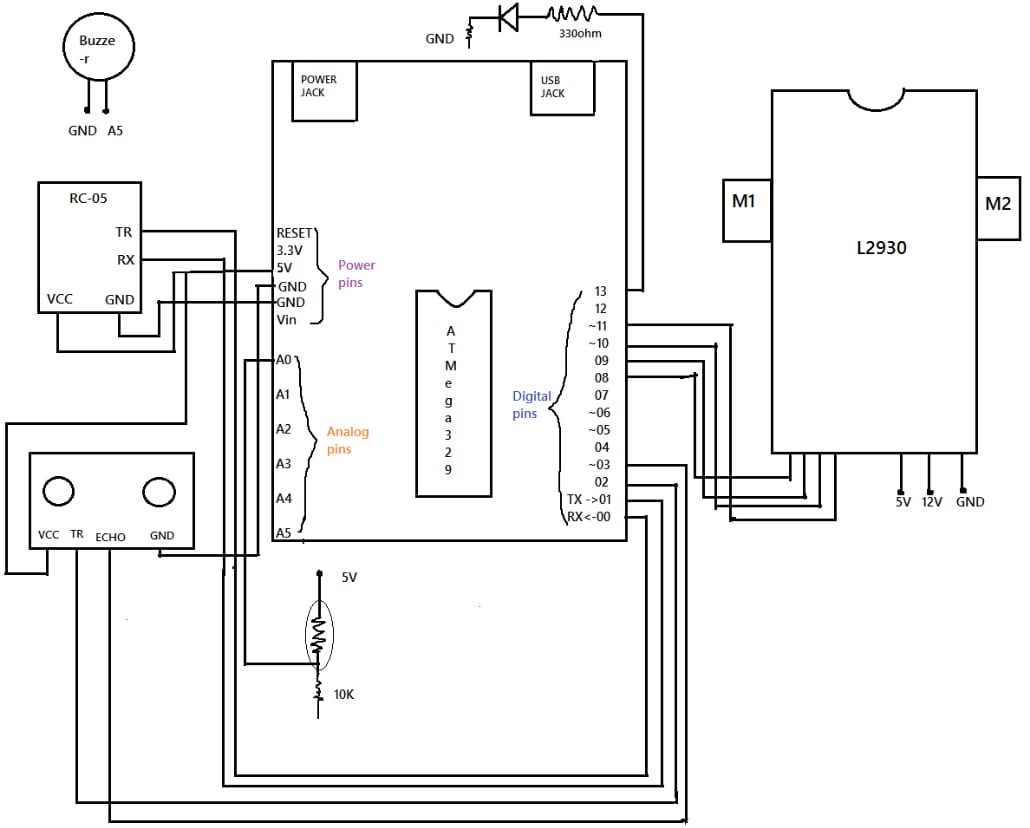 Buzze
-r
GND A5
GND
330ohm
POWER
JACK
USB
JACK
RC-05
TR
RX
VCC GND
RESET
3.3V
5V
GND
GND
Vin
Power
pins
A0
A1
A2
A3
A4
A5
Analog
pins
A
T
M
e
g
a
3
2
9
Digital
pins
13
12
~11
~10
09
08
07
~06
~05
04
~03
02
TX ->01
RX<-00
M1
L2930
M2
5V 12V GND
VCC TR ECHO GND
5V
10K